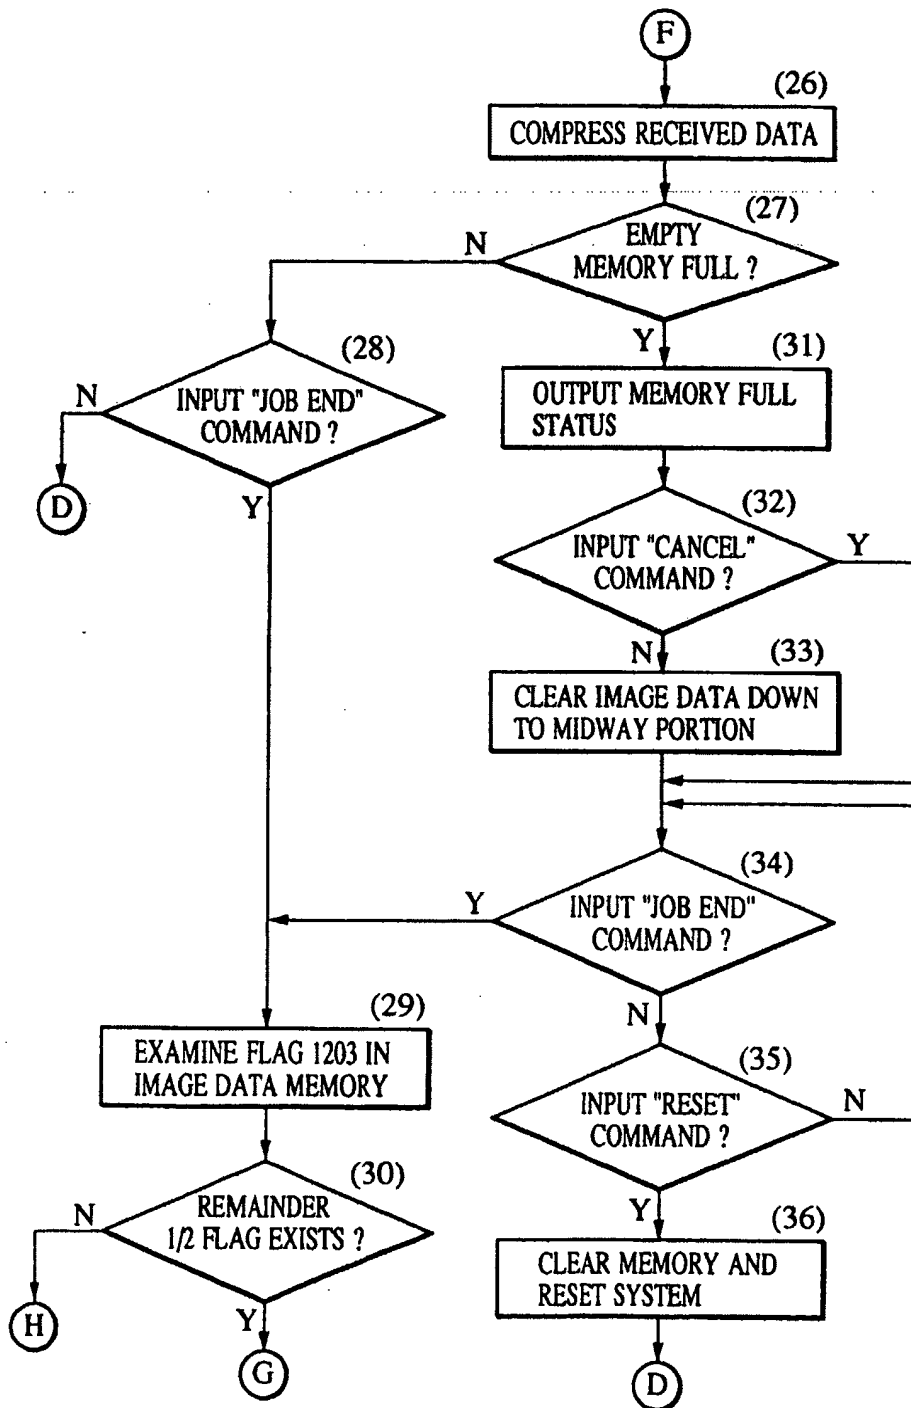 F
(26)
COMPRESS RECEIVED DATA
(27)
N
EMPTY
MEMORY FULL ?
Y
(28)
N
INPUT "JOB END"
COMMAND ?
D
Y
(31)
OUTPUT MEMORY FULL
STATUS
(32)
INPUT "CANCEL"
COMMAND ?
Y
N
(33)
CLEAR IMAGE DATA DOWN
TO MIDWAY PORTION
(34)
Y
INPUT "JOB END"
COMMAND ?
N
(29)
EXAMINE FLAG 1203 IN
IMAGE DATA MEMORY
(35)
INPUT "RESET"
COMMAND ?
N
Y
(30)
N
REMAINDER
1/2 FLAG EXISTS ?
H
Y
G
(36)
CLEAR MEMORY AND
RESET SYSTEM
D